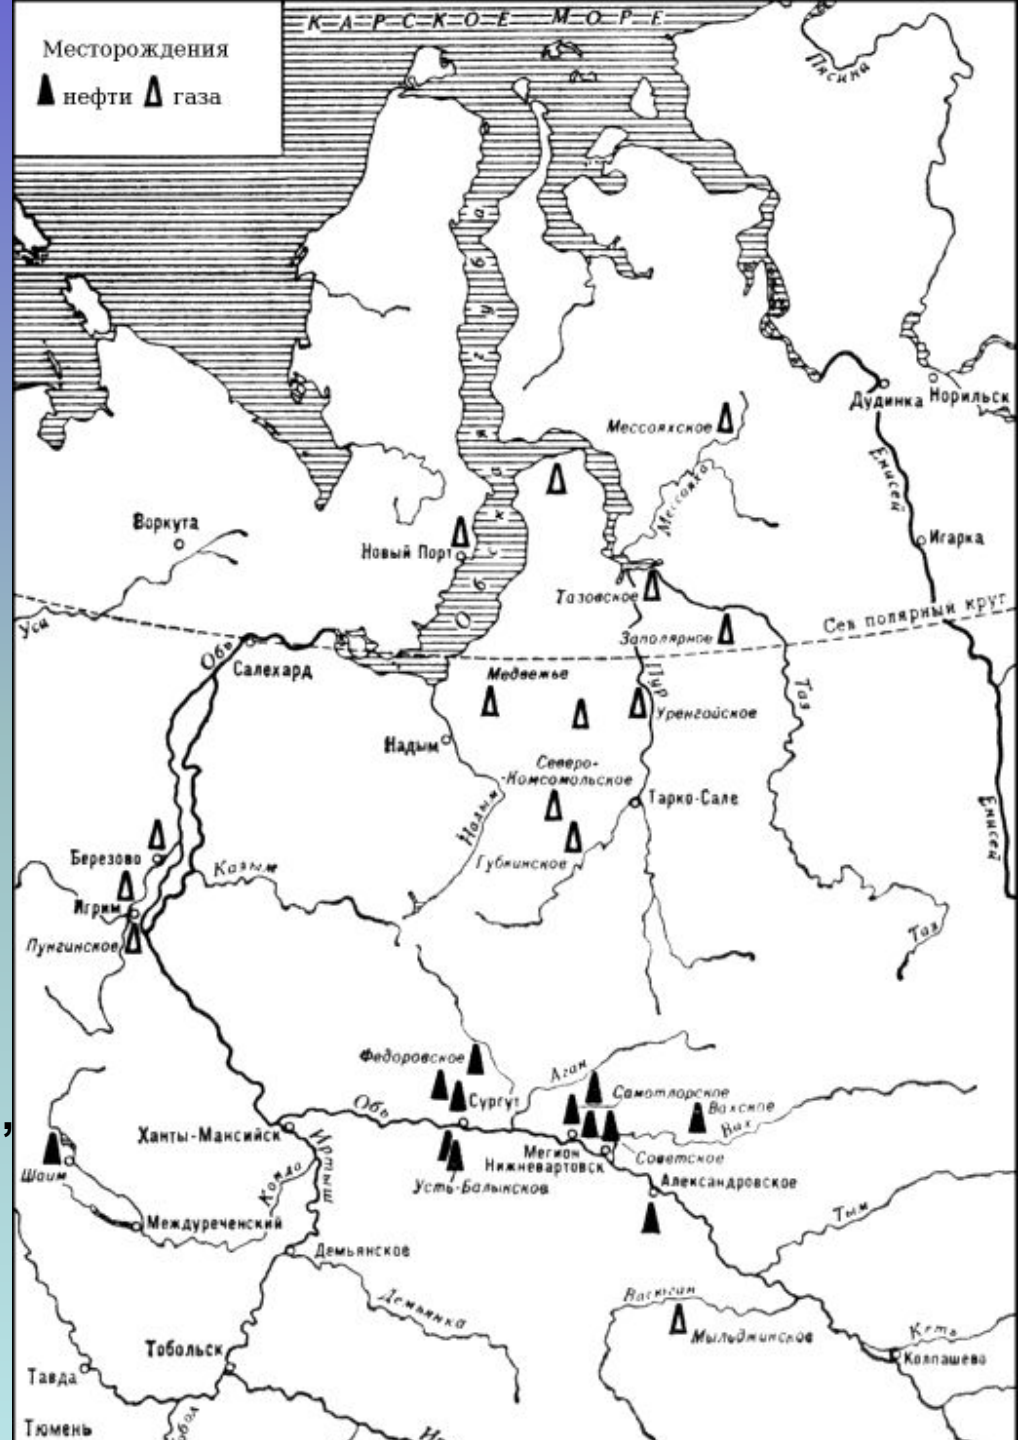 КАРСКОЕ МОРЕ
Месторождения
нефти газа
Пясина
Обская губа
Дудинка Норильск
Мессояхское
Енисей
Мессояха
Воркута
Новый Порт
Игарка
Тазовское
Сев полярный круг
Уса
Заполярное
Обь
Салехард
Медвежье
Пур
Таз
Уренгойское
Надым
Северо-
-Комсомольское
Тарко-Сале
Надым
Енисей
Березово
Губкинское
Казым
Игрим
Таз
Пунгинское
Федоровское
Аган
Самотлорское
Сургут
Обь
Вахское
Вах
Ханты-Мансийск
Иртыш
Мегион
Нижневартовск
Советское
Шаим
Конда
Усть-Балыкское
Александровское
Междуреченский
Тым
Демьянское
Васюган
Демьянка
Мыльджинское
Кеть
Тобольск
Колпашево
Тавда
Тюмень
,